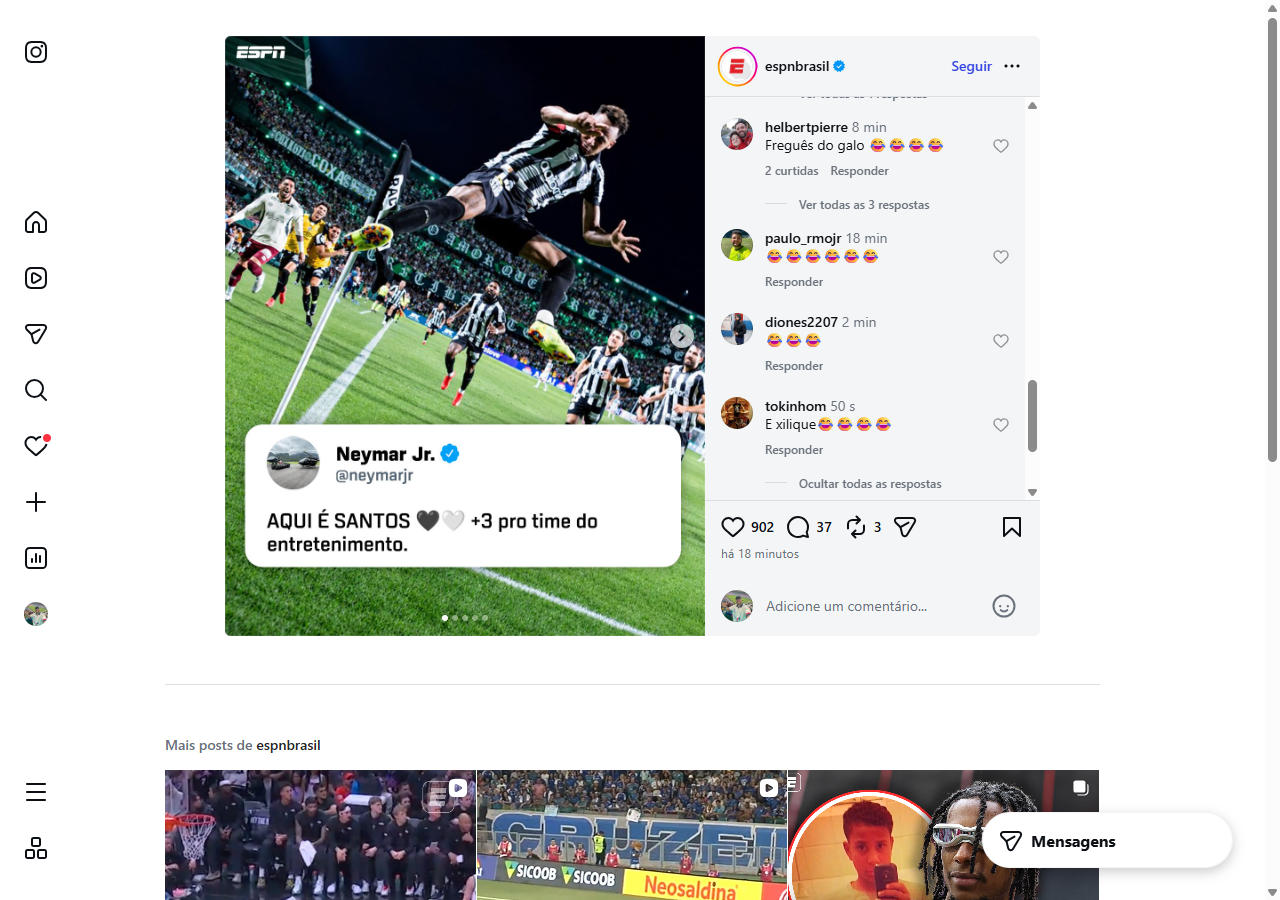 ESPN
COXA
Neymar Jr.
@neymarjr
AQUI É SANTOS 🖤🤍 +3 pro time do
entretenimento.
espnbrasil
Seguir
helbertpierre 8 min
Freguês do galo 😂😂😂😂
2 curtidas Responder
Ver todas as 3 respostas
paulo_rmojr 18 min
😂😂😂😂😂😂
Responder
diones2207 2 min
😂😂😂
Responder
tokinhom 50 s
E xilique😂😂😂😂
Responder
Ocultar todas as respostas
902 37 3
há 18 minutos
Adicione um comentário...
Mais posts de espnbrasil
CRUZEI
SICOOB SICOOB Neosaldina
Mensagens